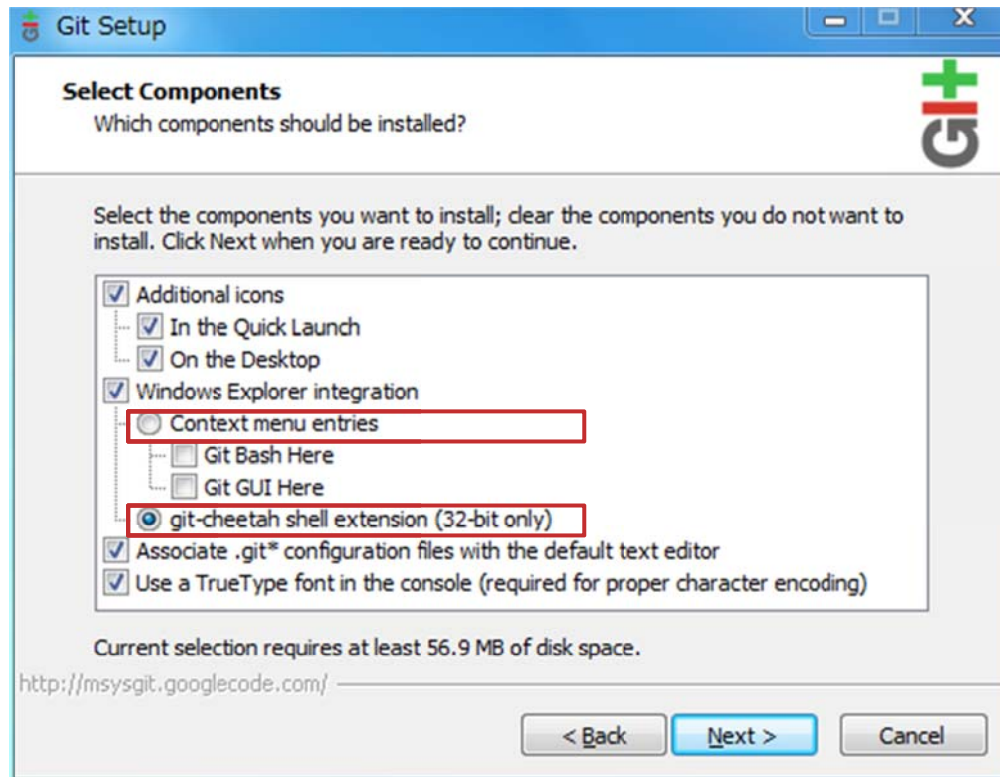 Git Setup
Select Components
Which components should be installed?
Git
Select the components you want to install; clear the components you do not want to
install. Click Next when you are ready to continue.
Additional icons
In the Quick Launch
On the Desktop
Windows Explorer integration
Context menu entries
Git Bash Here
Git GUI Here
git-cheetah shell extension (32-bit only)
Associate .git* configuration files with the default text editor
Use a TrueType font in the console (required for proper character encoding)
Current selection requires at least 56.9 MB of disk space.
http://msysgit.googlecode.com/
< Back
Next >
Cancel